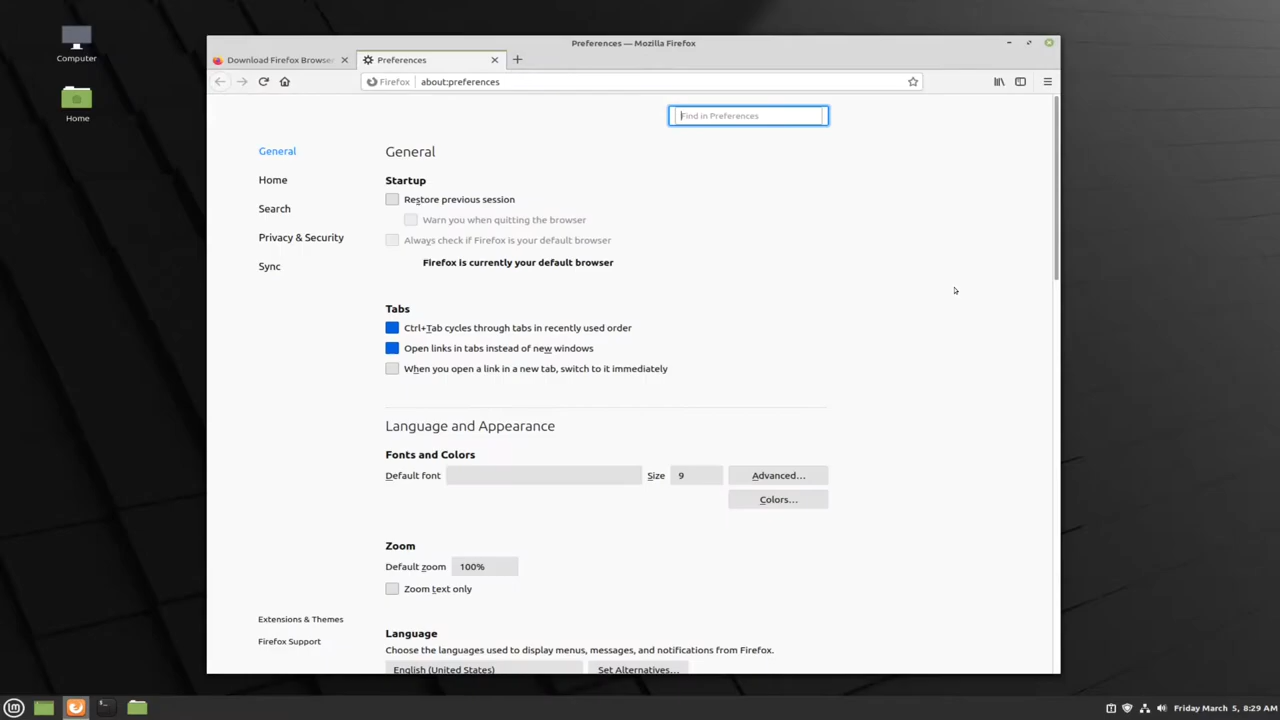 Computer
Home
Preferences — Mozilla Firefox
Download Firefox Browser
Preferences
Firefox
about:preferences
Find in Preferences
General
Home
Search
Privacy & Security
Sync
Extensions & Themes
Firefox Support
General
Startup
Restore previous session
Warn you when quitting the browser
Always check if Firefox is your default browser
Firefox is currently your default browser
Tabs
Ctrl+Tab cycles through tabs in recently used order
Open links in tabs instead of new windows
When you open a link in a new tab, switch to it immediately
Language and Appearance
Fonts and Colors
Default font Size 9 Advanced...
Colors...
Zoom
Default zoom 100%
Zoom text only
Language
Choose the languages used to display menus, messages, and notifications from Firefox.
English (United States) Set Alternatives...
Friday March 5, 8:29 AM